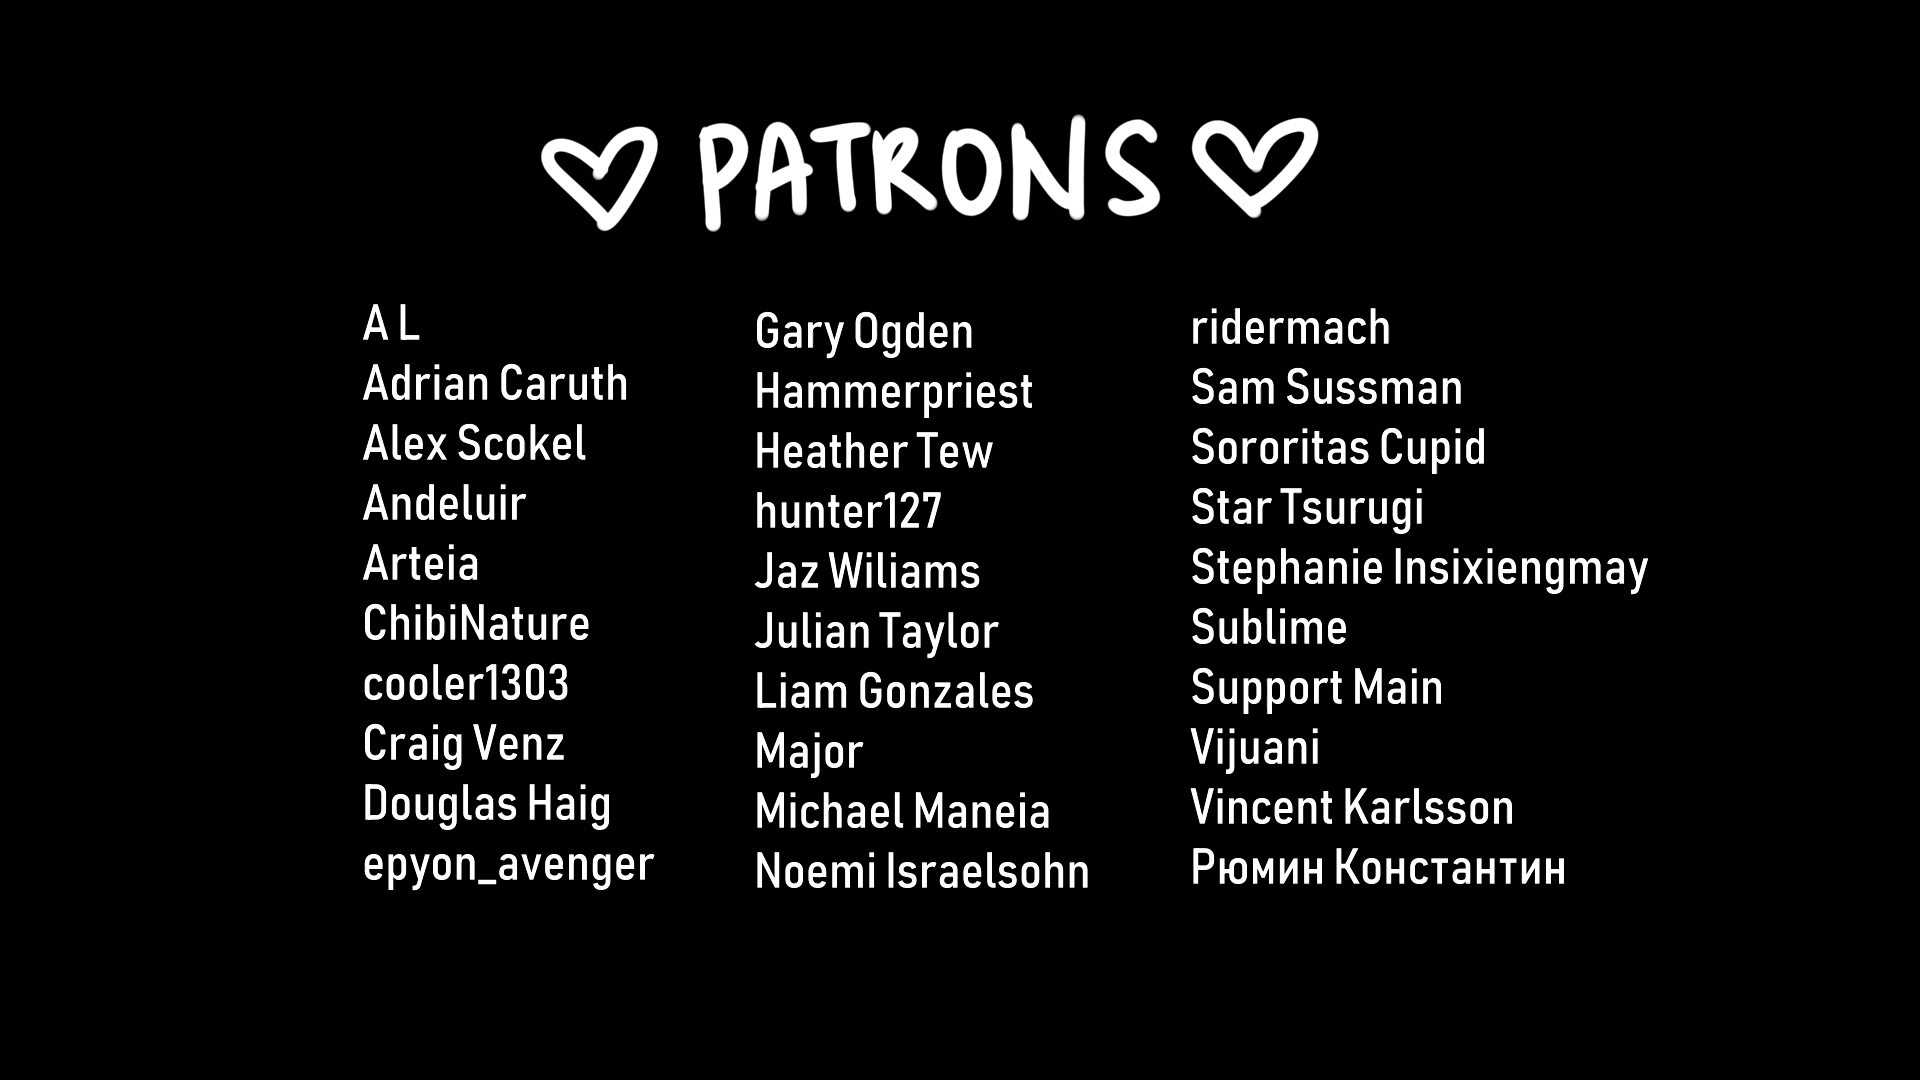 PATRONS
A L
Adrian Caruth
Alex Scokel
Andeluir
Arteia
ChibiNature
cooler1303
Craig Venz
Douglas Haig
epyon_avenger
Gary Ogden
Hammerpriest
Heather Tew
hunter127
Jaz Wiliams
Julian Taylor
Liam Gonzales
Major
Michael Maneia
Noemi Israelsohn
ridermach
Sam Sussman
Sororitas Cupid
Star Tsurugi
Stephanie Insixiengmay
Sublime
Support Main
Vijuani
Vincent Karlsson
Рюмин Константин